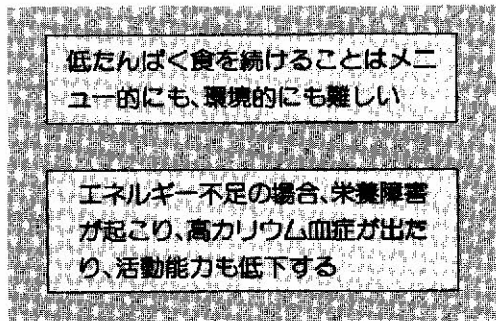 低たんぱく食を続けることはメニ
ュー的にも、環境的にも難しい
エネルギー不足の場合、栄養障害
が起こり、高カリウム血症が出た
り、活動能力も低下する